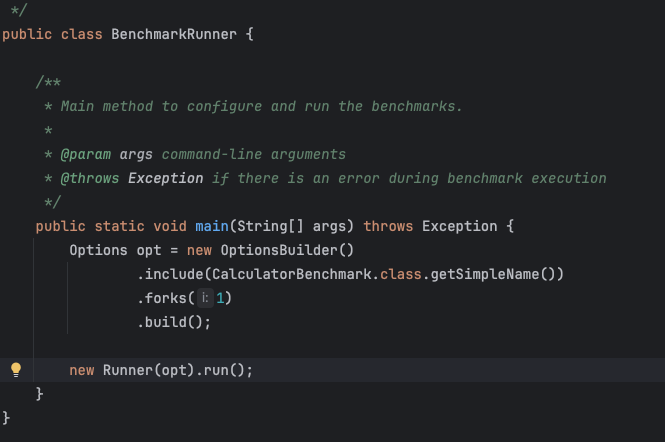 */
public class BenchmarkRunner {
/**
* Main method to configure and run the benchmarks.
*
* @param args command-line arguments
* @throws Exception if there is an error during benchmark execution
*/
public static void main(String[] args) throws Exception {
Options opt = new OptionsBuilder()
.include(CalculatorBenchmark.class.getSimpleName())
.forks( i: 1)
.build();
new Runner(opt).run();
}
}